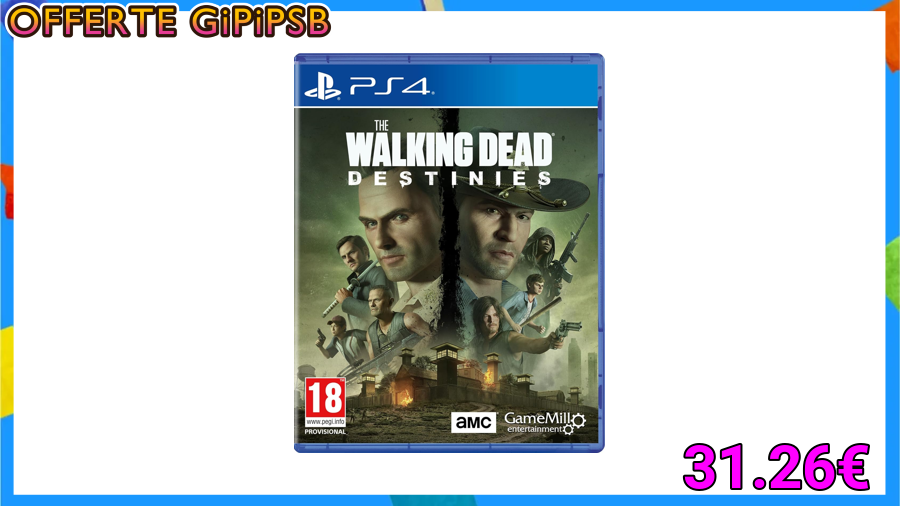 OFFERTE GiPiPSB
PS4
THE
WALKING DEAD
DESTINIES
18
www.pegi.info
PROVISIONAL
aMC
GameMill
entertainment
31.26€